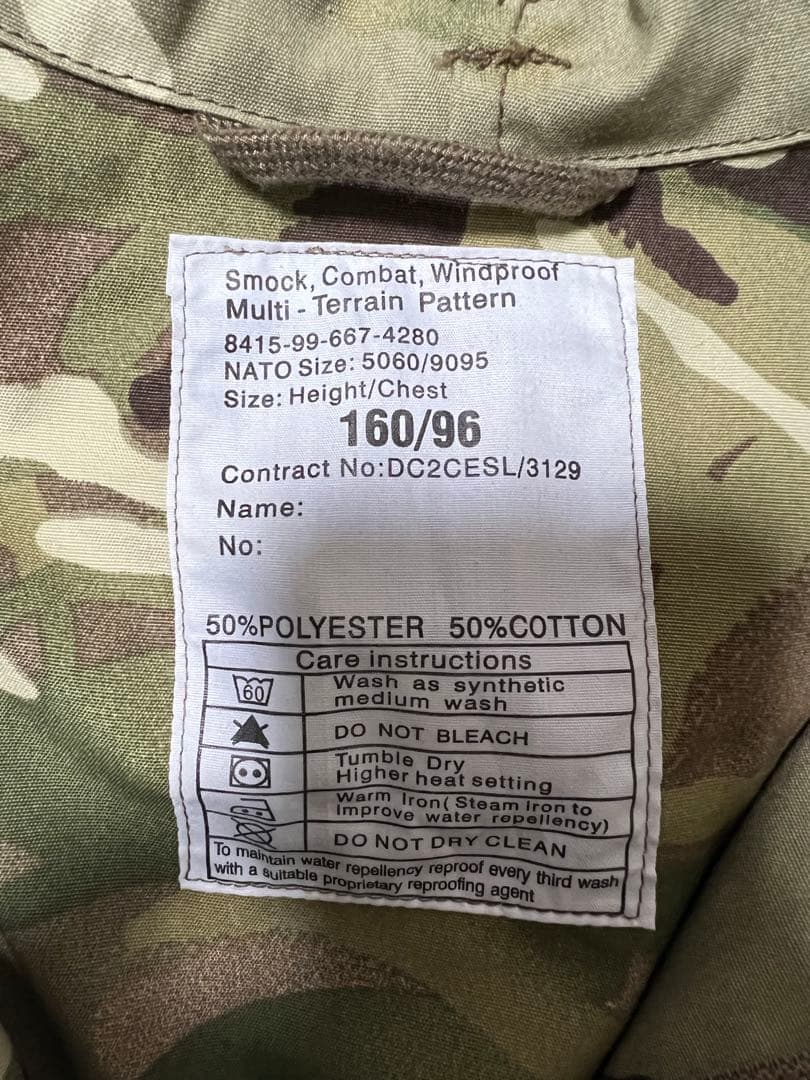 Smock, Combat, Windproof
Multi - Terrain Pattern
8415-99-667-4280
NATO Size: 5060/9095
Size: Height/Chest
160/96
Contract No:DC2CESL/3129
Name:
No:
50%POLYESTER 50%COTTON
Care instructions
60
Wash as synthetic
medium wash
DO NOT BLEACH
Tumble Dry
Higher heat setting
Warm Iron( Steam iron to
improve water repellency)
DO NOT DRY CLEAN
To maintain water repellency reproof every third wash
with a suitable proprietary reproofing agent